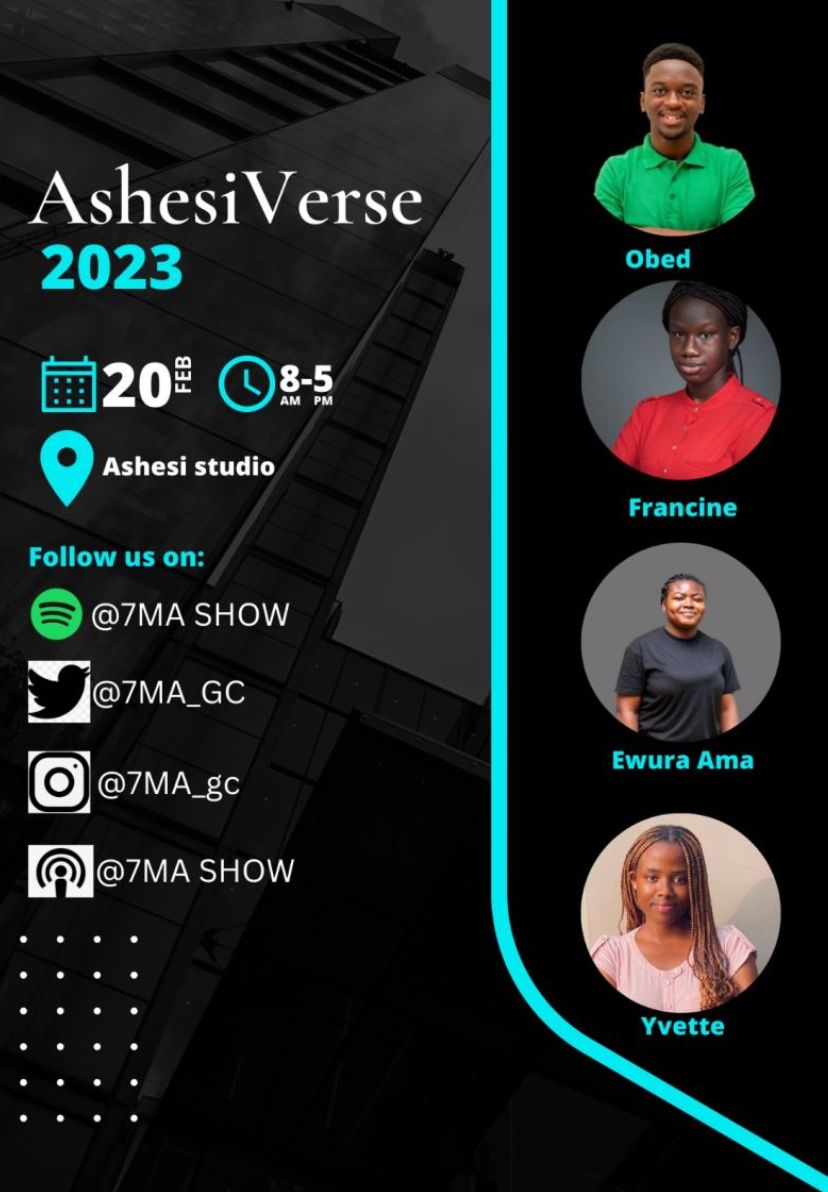 AshesiVerse
2023
20 FEB 8-5
AM PM
Ashesi studio
Follow us on:
@7MA SHOW
@7MA_GC
@7MA_gc
@7MA SHOW
Obed
Francine
Ewura Ama
Yvette